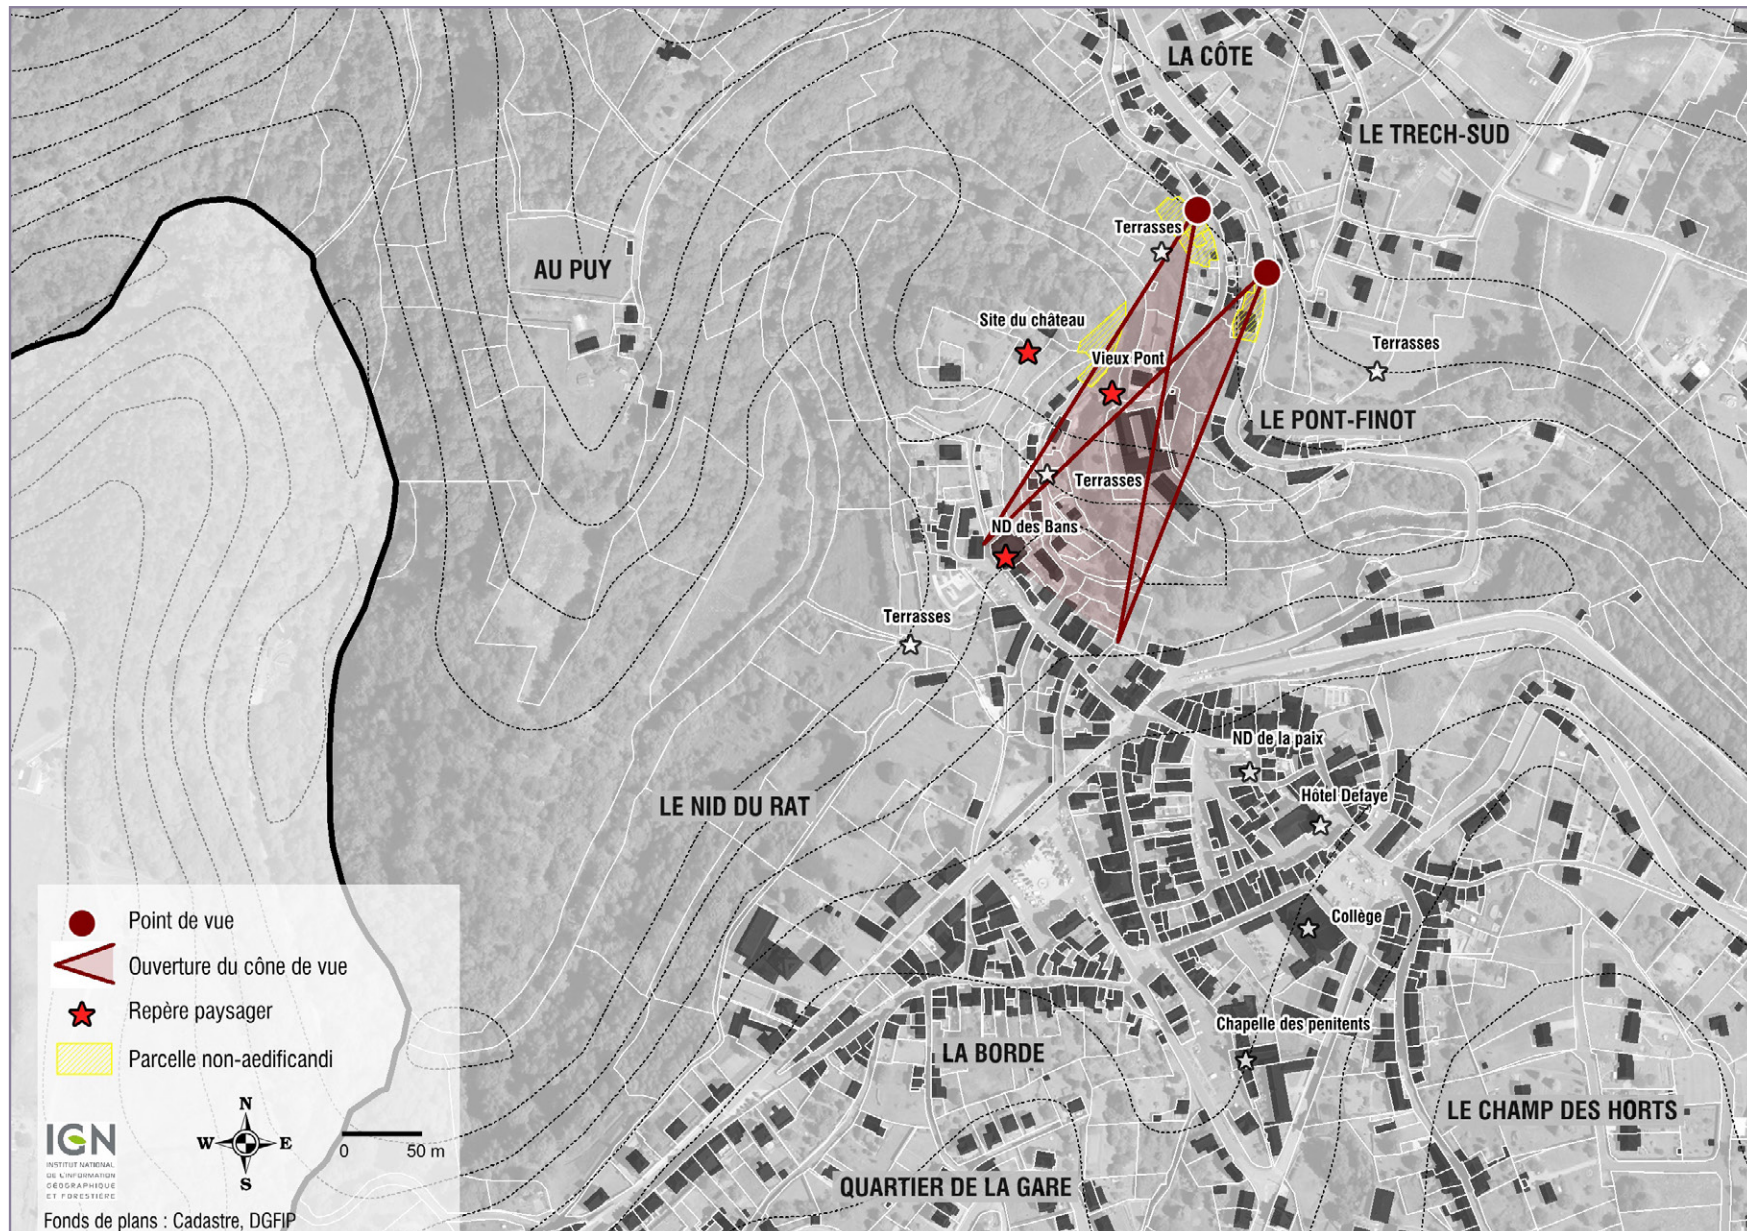 LA CÔTE
LE TRECH-SUD
Terrasses
AU PUY
Site du château
Vieux Pont
Terrasses
LE PONT-FINOT
Terrasses
ND des Bans
Terrasses
ND de la paix
LE NID DU RAT
Hôtel Defaye
Collège
Chapelle des penitents
LA BORDE
LE CHAMP DES HORTS
QUARTIER DE LA GARE
Point de vue
Ouverture du cône de vue
Repère paysager
Parcelle non-aedificandi
N
W E
S
0 50 m
IGN
INSTITUT NATIONAL
DE L'INFORMATION
GÉOGRAPHIQUE
ET FORESTIÈRE
Fonds de plans : Cadastre, DGFIP